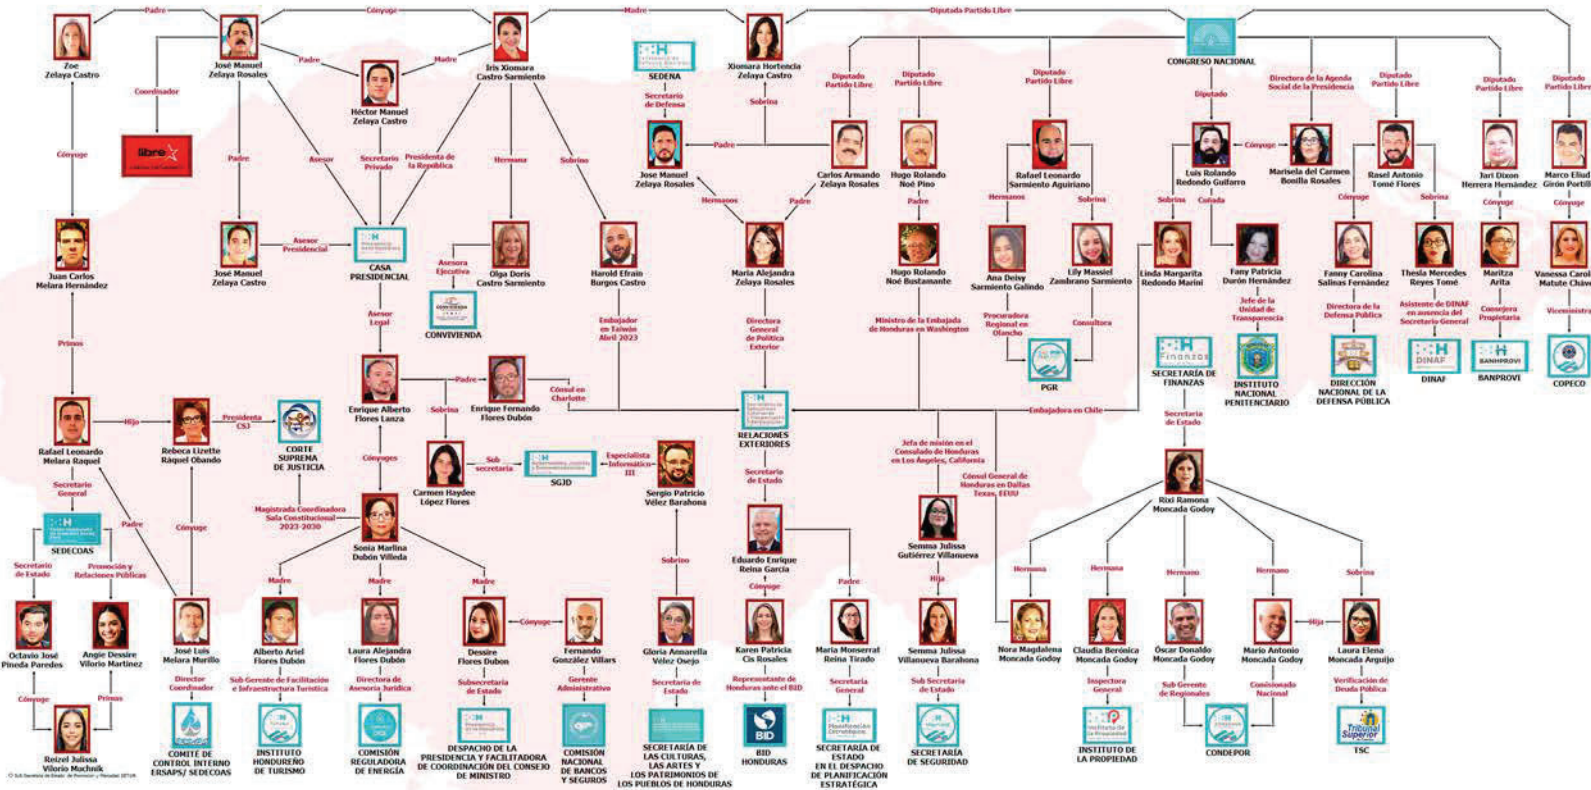 Padre
Cónyuge
Madre
Diputada Partido Libre
Zoe
Zelaya Castro
José Manuel
Zelaya Rosales
Padre
Madre
Iris Xiomara
Castro Sarmiento
SEDENA
Xiomara Hortencia
Zelaya Castro
CONGRESO NACIONAL
Coordinador
Héctor Manuel
Zelaya Castro
Secretario
de Defensa
Sobrina
Diputado
Partido Libre
Diputado
Partido Libre
Diputado
Partido Libre
Diputado
Directora de la Agenda
Social de la Presidencia
Diputado
Partido Libre
Diputado
Partido Libre
Diputado
Partido Libre
libre
Cónyuge
Padre
Asesor
Secretario
Privado
Presidenta de
la República
Hermana
Sobrino
Jose Manuel
Zelaya Rosales
Padre
Carlos Armando
Zelaya Rosales
Hugo Rolando
Noé Pino
Rafael Leonardo
Sarmiento Aguiriano
Luis Rolando
Redondo Guifarro
Cónyuge
Marisela del Carmen
Bonilla Rosales
Rasel Antonio
Tomé Flores
Jari Dixon
Herrera Hernández
Marco Eliud
Girón Portillo
Hermanos
Padre
Padre
Hermanos
Sobrina
Sobrina
Cuñada
Cónyuge
Sobrina
Cónyuge
Cónyuge
Juan Carlos
Melara Hernández
José Manuel
Zelaya Castro
Asesor
Presidencial
CASA
PRESIDENCIAL
Asesora
Ejecutiva
Olga Doris
Castro Sarmiento
Harold Efrain
Burgos Castro
Maria Alejandra
Zelaya Rosales
Hugo Rolando
Noé Bustamante
Ana Deisy
Sarmiento Galindo
Lily Massiel
Zambrano Sarmiento
Linda Margarita
Redondo Marini
Fany Patricia
Durón Hernández
Fanny Carolina
Salinas Fernández
Thesla Mercedes
Reyes Tomé
Maritza
Arita
Vanessa Carol
Matute Cháve
CONVIVIENDA
Primos
Asesor
Legal
Embajador
en Taiwán
Abril 2023
Directora
General
de Política
Exterior
Ministro de la Embajada
de Honduras en Washington
Procuradora
Regional en
Olancho
Consultora
PGR
Finanzas
SECRETARÍA DE
FINANZAS
Jefe de la
Unidad de
Transparencia
INSTITUTO
NACIONAL
PENITENCIARIO
Directora de la
Defensa Pública
DIRECCIÓN
NACIONAL DE LA
DEFENSA PÚBLICA
Asistente de DINAF
en ausencia del
Secretario General
DINAF
DINAF
Consejera
Propietaria
BANHPROVI
BANPROVI
Viceministra
COPECO
Enrique Alberto
Flores Lanza
Padre
Enrique Fernando
Flores Dubón
Cónsul en
Charlotte
Sobrina
RELACIONES
EXTERIORES
Embajadora en Chile
Secretaria
de Estado
Rafael Leonardo
Melara Raquel
Hijo
Rebeca Lizette
Ráquel Obando
Presidenta
CSJ
CORTE
SUPREMA
DE JUSTICIA
Cónyuges
Carmen Haydee
López Flores
Sub
secretaria
SGJD
Especialista
Informático
III
Sergio Patricio
Vélez Barahona
Secretario
de Estado
Jefa de misión en el
Consulado de Honduras
en Los Ángeles, California
Cónsul General de
Honduras en Dallas
Texas, EEUU
Rixi Ramona
Moncada Godoy
Secretario
General
SEDECOAS
Padre
Cónyuge
Magistrada Coordinadora
Sala Constitucional
2023-2030
Sonia Marlina
Dubón Villeda
Eduardo Enrique
Reina García
Semma Julissa
Gutiérrez Villanueva
Secretario
de Estado
Promoción y
Relaciones Públicas
Madre
Madre
Madre
Sobrino
Cónyuge
Padre
Hija
Hermana
Hermana
Hermano
Hermano
Sobrina
Octavio José
Pineda Paredes
Angie Dessire
Vilorio Martinez
José Luis
Melara Murillo
Alberto Ariel
Flores Dubón
Laura Alejandra
Flores Dubón
Dessire
Flores Dubon
Cónyuge
Fernando
González Villars
Gloria Annarella
Vélez Osejo
Karen Patricia
Cis Rosales
Maria Monserrat
Reina Tirado
Semma Julissa
Villanueva Barahona
Nora Magdalena
Moncada Godoy
Claudia Berónica
Moncada Godoy
Óscar Donaldo
Moncada Godoy
Mario Antonio
Moncada Godoy
Hija
Laura Elena
Moncada Arguijo
Cónyuge
Primas
Director
Coordinador
Sub Gerente de Facilitación
e Infraestructura Turística
Directora de
Asesoría Jurídica
Subsecretaría
de Estado
Gerente
Administrativo
Secretaria de
Estado
Representante de
Honduras ante el BID
Secretaria
General
Sub Secretaria
de Estado
Inspectora
General
Sub Gerente
de Regionales
Comisionado
Nacional
Verificación de
Deuda Pública
Reizel Julissa
Vilorio Muchnik
COMITÉ DE
CONTROL INTERNO
ERSAPS/ SEDECOAS
INSTITUTO
HONDUREÑO
DE TURISMO
COMISIÓN
REGULADORA
DE ENERGÍA
DESPACHO DE LA
PRESIDENCIA Y FACILITADORA
DE COORDINACIÓN DEL CONSEJO
DE MINISTRO
COMISIÓN
NACIONAL
DE BANCOS
Y SEGUROS
SECRETARÍA DE
LAS CULTURAS,
LAS ARTES Y
LOS PATRIMONIOS DE
LOS PUEBLOS DE HONDURAS
BID
BID
HONDURAS
SECRETARÍA DE
ESTADO
EN EL DESPACHO
DE PLANIFICACIÓN
ESTRATÉGICA
SECRETARÍA
DE SEGURIDAD
INSTITUTO DE
LA PROPIEDAD
CONDEPOR
Tribunal
Superior
TSC